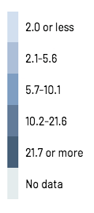 2.0 or less
2.1-5.6
5.7-10.1
10.2-21.6
21.7 or more
No data